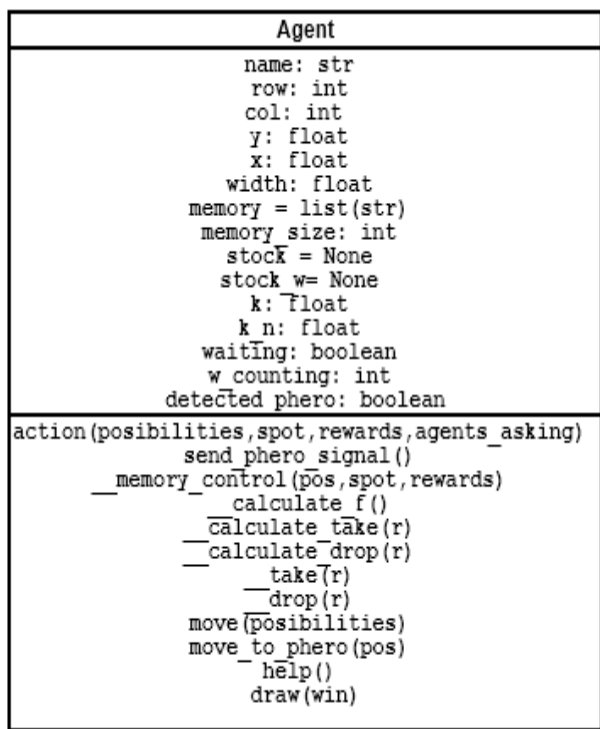 Agent
name: str
row: int
col: int
y: float
x: float
width: float
memory = list(str)
memory_size: int
stock = None
stock_w= None
k: float
k_n: float
waiting: boolean
w_counting: int
detected phero: boolean
action(posibilities,spot,rewards,agents_asking)
send_phero_signal()
__memory_control(pos,spot,rewards)
__calculate_f()
__calculate_take(r)
__calculate_drop(r)
__take(r)
__drop(r)
move(posibilities)
move_to_phero(pos)
help()
draw(win)